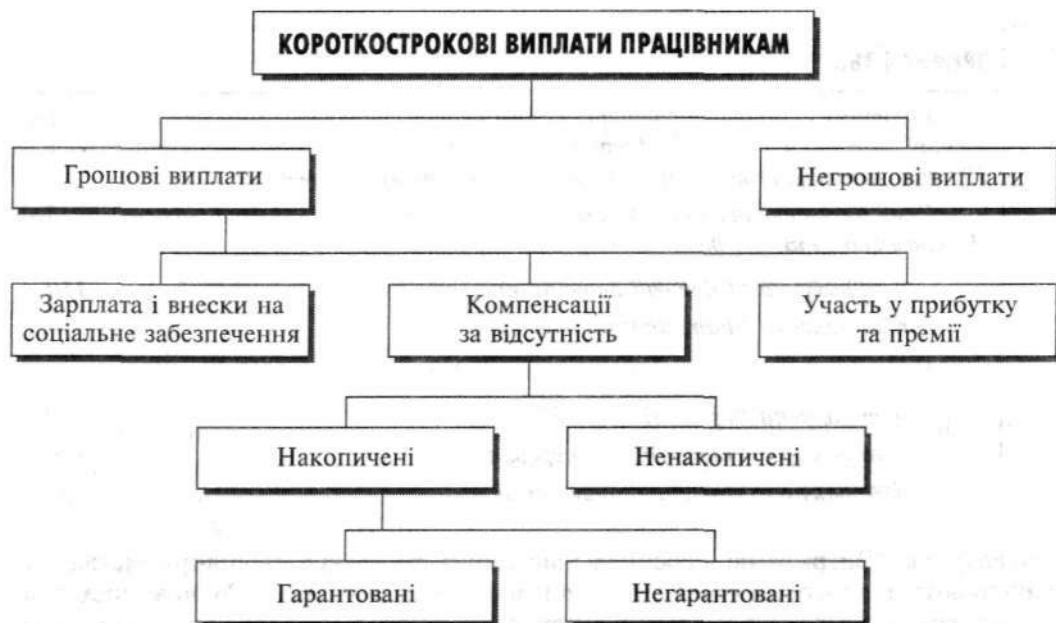 КОРОТКОСТРОКОВІ ВИПЛАТИ ПРАЦІВНИКАМ
Грошові виплати
Негрошові виплати
Зарплата і внески на
соціальне забезпечення
Компенсації
за відсутність
Участь у прибутку
та премії
Накопичені
Ненакопичені
Гарантовані
Негарантовані